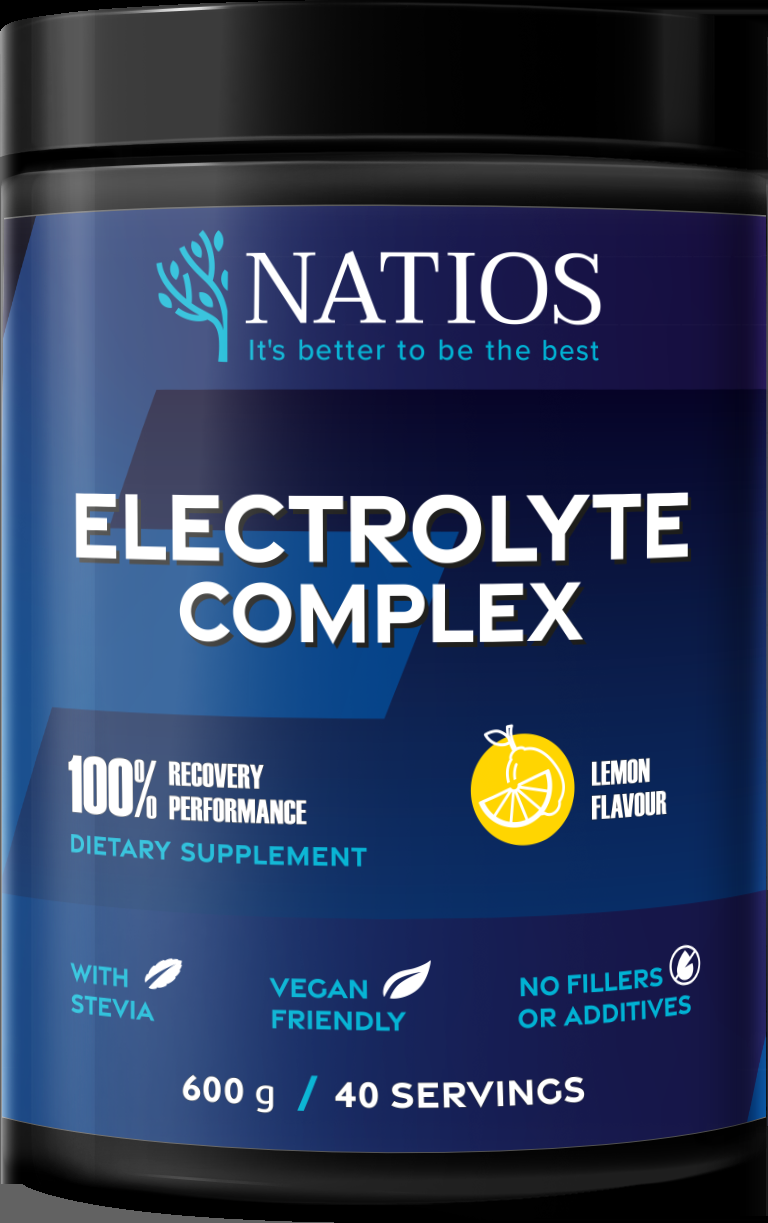 NATIOS
It's better to be the best
ELECTROLYTE
COMPLEX
100% RECOVERY
PERFORMANCE
DIETARY SUPPLEMENT
LEMON
FLAVOUR
WITH
STEVIA
VEGAN
FRIENDLY
NO FILLERS
OR ADDITIVES
600 g / 40 SERVINGS